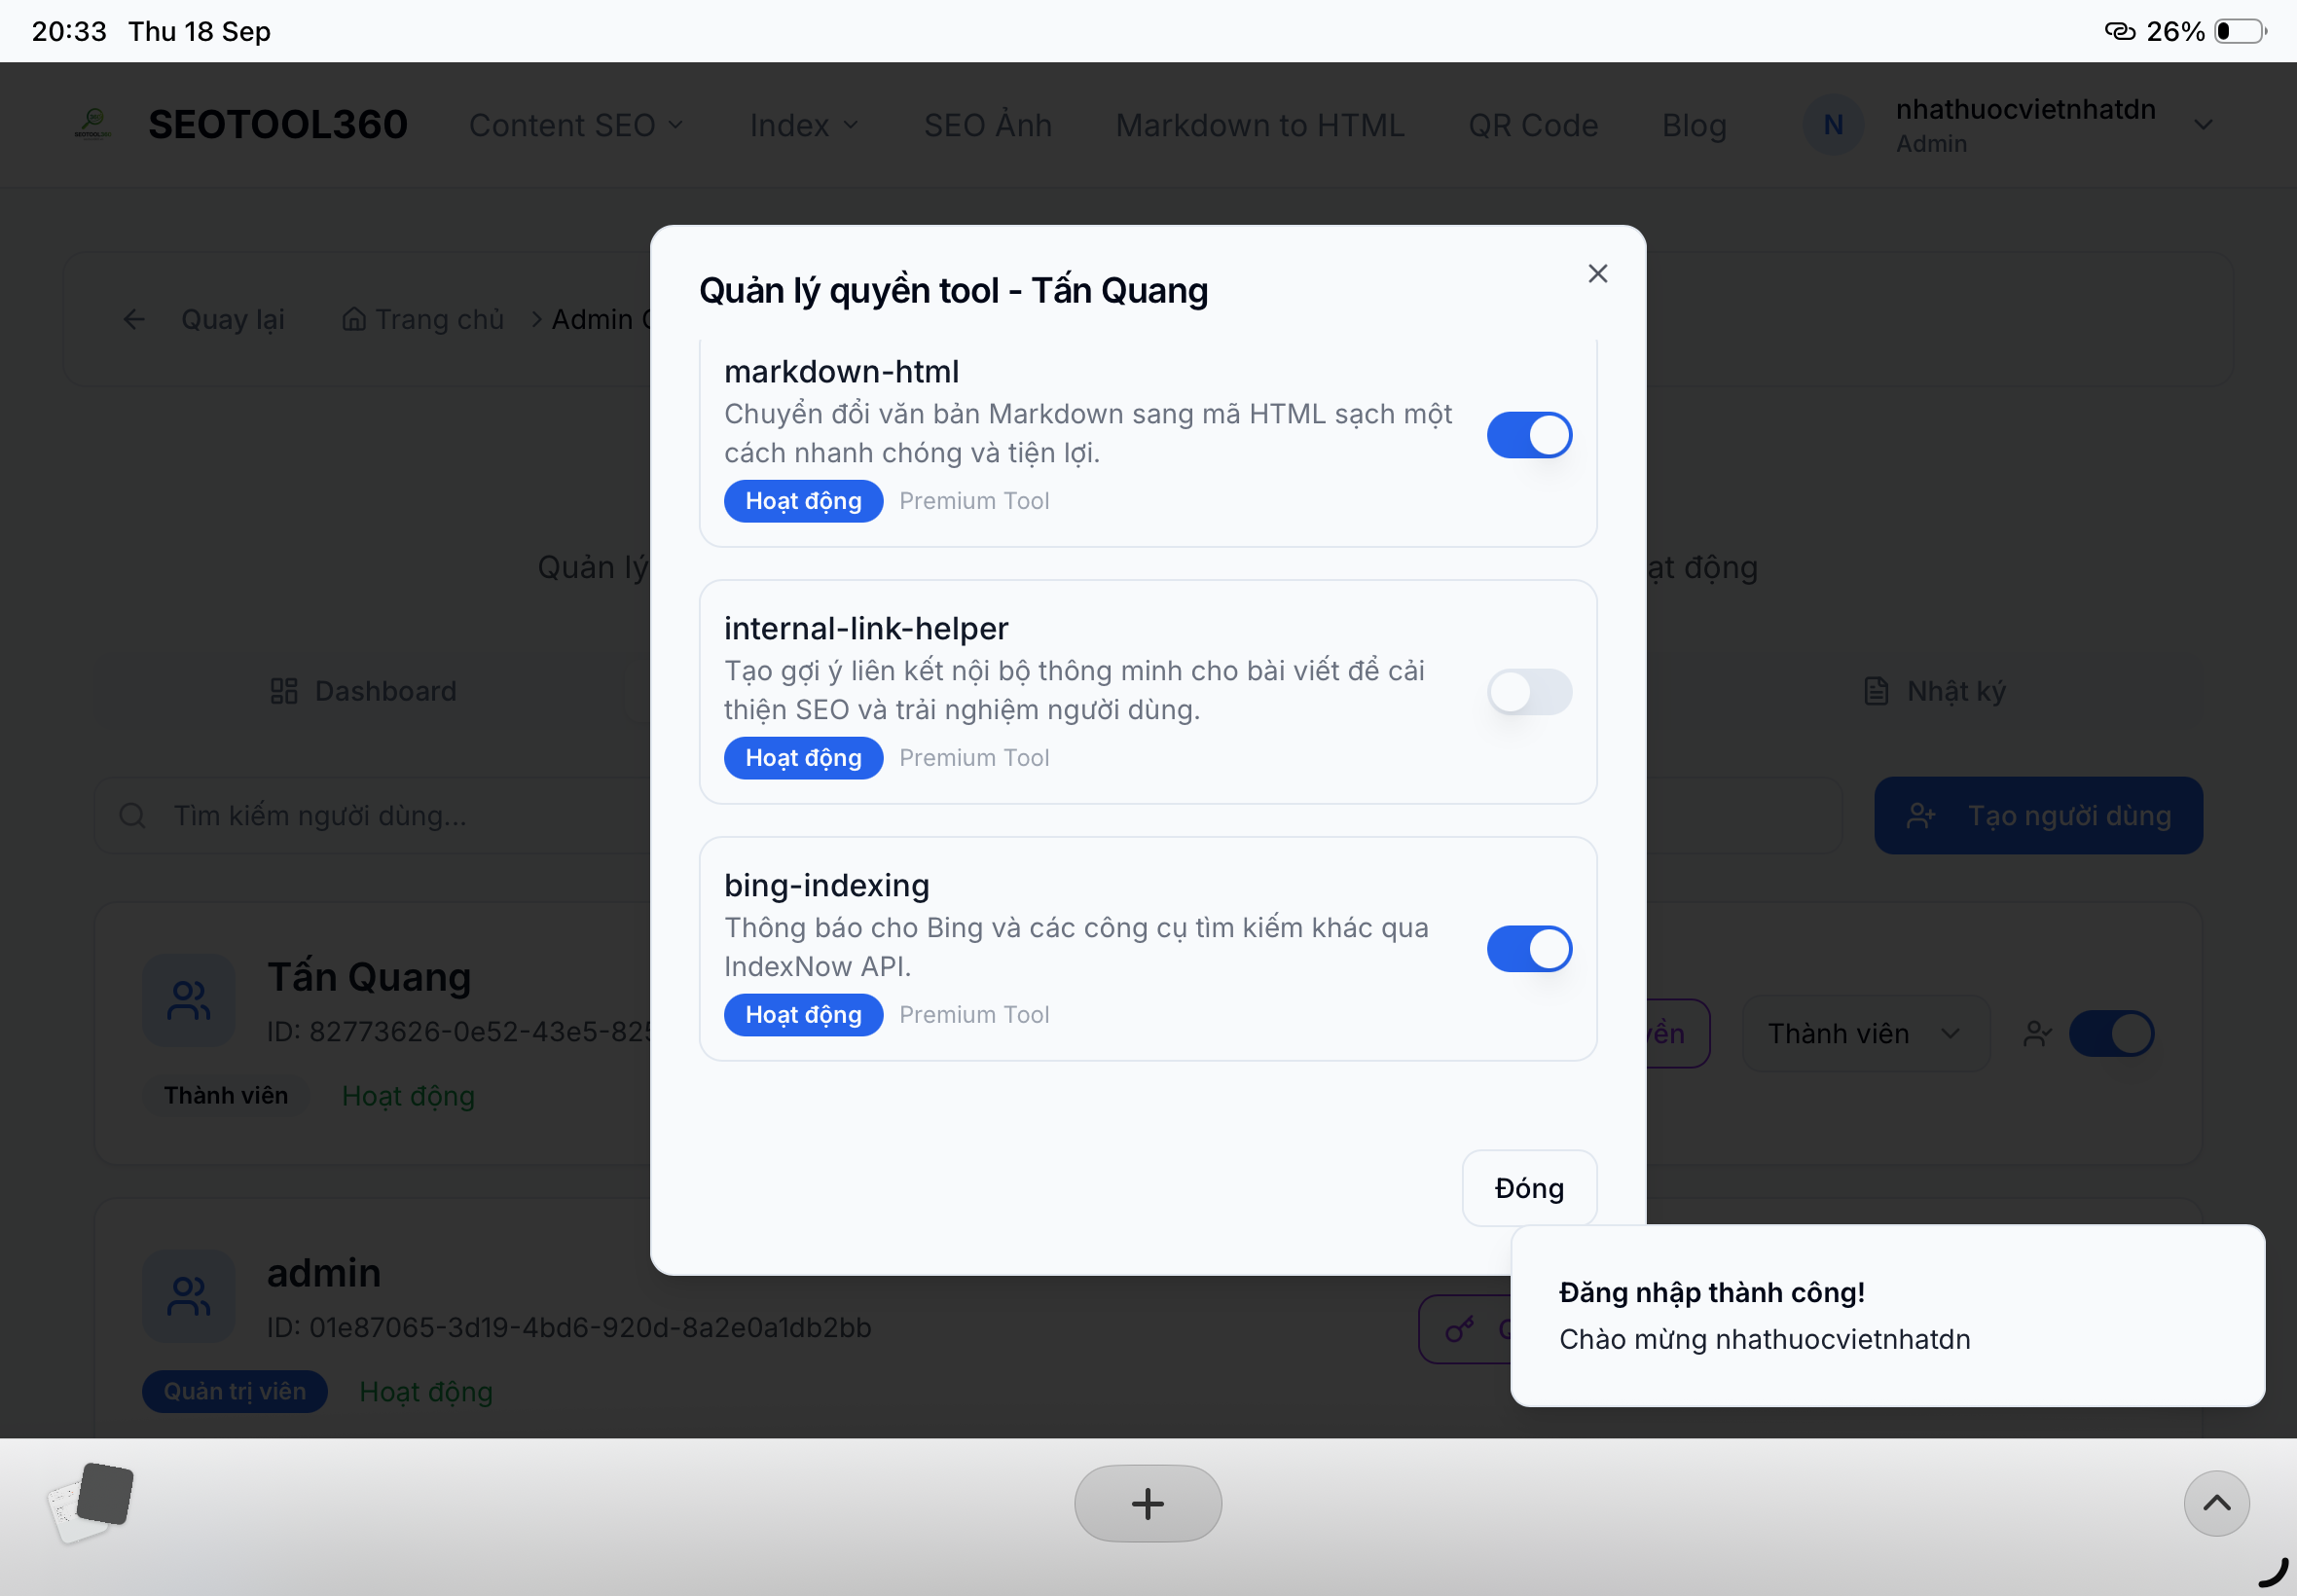 20:33 Thu 18 Sep
26%
SEOTOOL360
Content SEO
Index
SEO Ảnh
Markdown to HTML
QR Code
Blog
N
nhathuocvietnhatdn
Admin
Quay lại
Trang chủ
Admin
Quản lý quyền tool - Tấn Quang
markdown-html
Chuyển đổi văn bản Markdown sang mã HTML sạch một
cách nhanh chóng và tiện lợi.
Hoạt động Premium Tool
Quản lý
động
internal-link-helper
Tạo gợi ý liên kết nội bộ thông minh cho bài viết để cải
thiện SEO và trải nghiệm người dùng.
Hoạt động Premium Tool
Dashboard
Nhật ký
Tìm kiếm người dùng...
Tạo người dùng
bing-indexing
Thông báo cho Bing và các công cụ tìm kiếm khác qua
IndexNow API.
Hoạt động Premium Tool
Tấn Quang
ID: 82773626-0e52-43e5-825
Thành viên
Thành viên Hoạt động
Đóng
admin
ID: 01e87065-3d19-4bd6-920d-8a2e0a1db2bb
Quản trị viên Hoạt động
Đăng nhập thành công!
Chào mừng nhathuocvietnhatdn